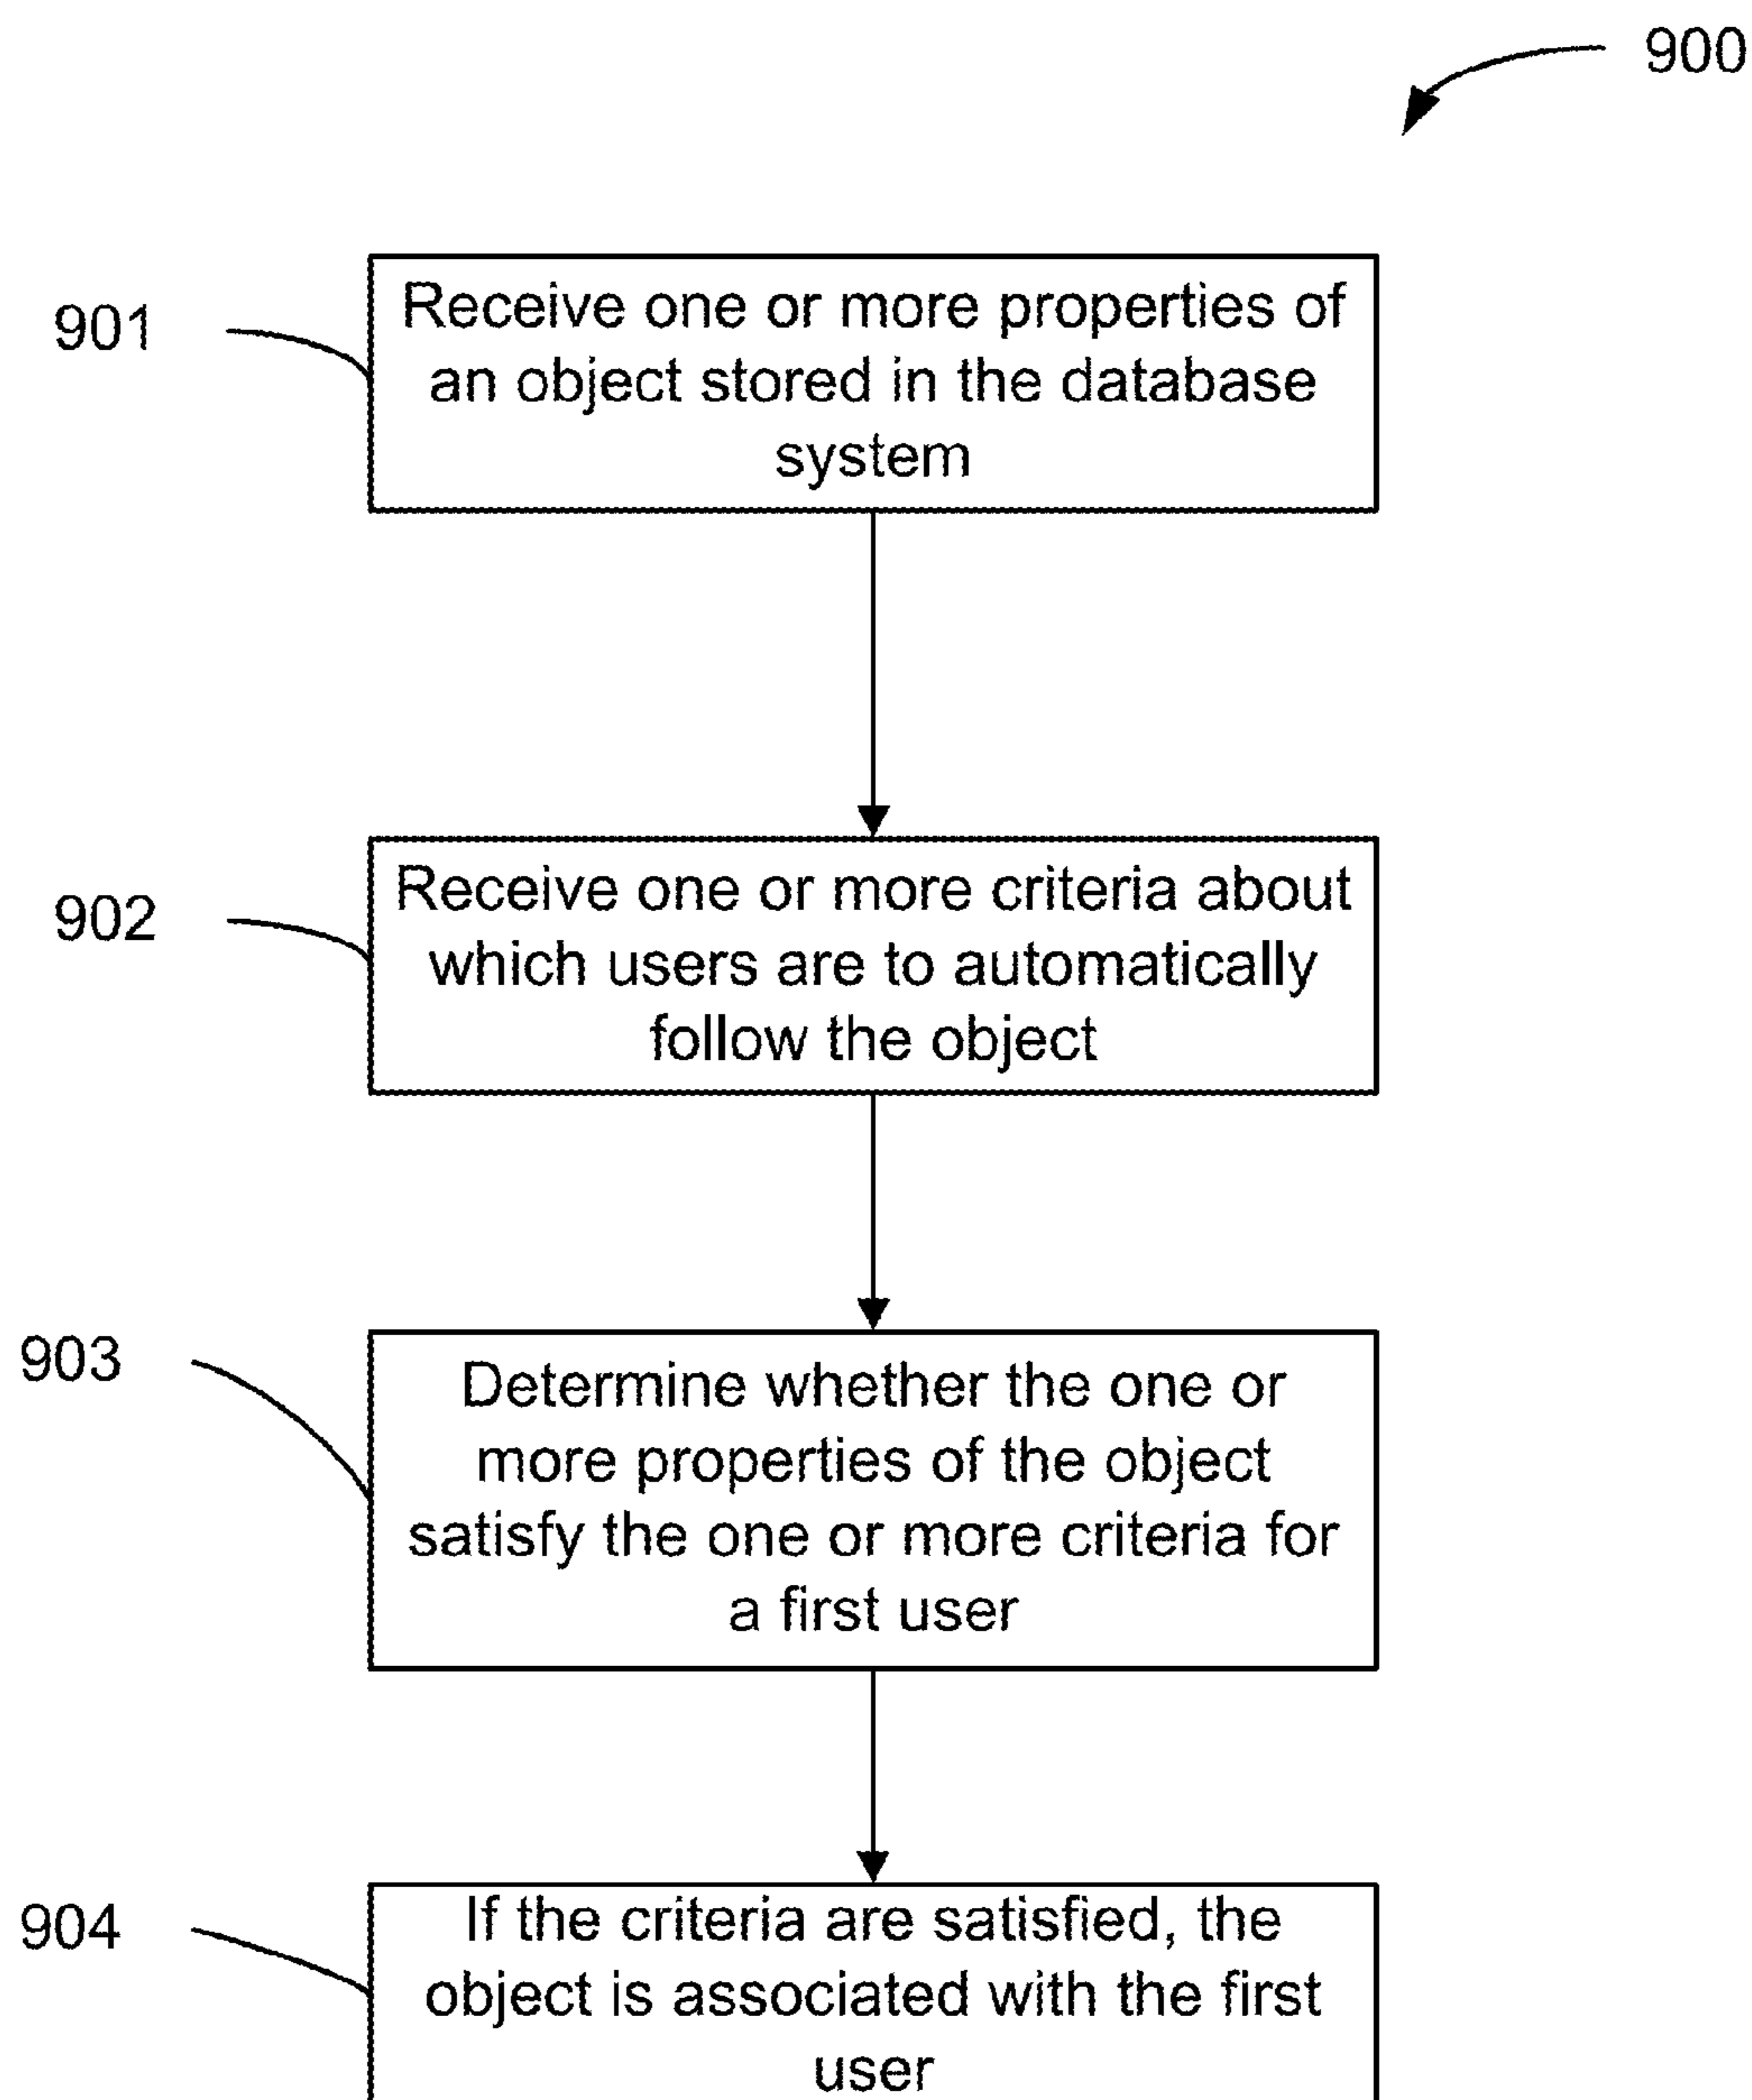 900
901
Receive one or more properties of
an object stored in the database
system
902
Receive one or more criteria about
which users are to automatically
follow the object
903
Determine whether the one or
more properties of the object
satisfy the one or more criteria for
a first user
904
If the criteria are satisfied, the
object is associated with the first
user